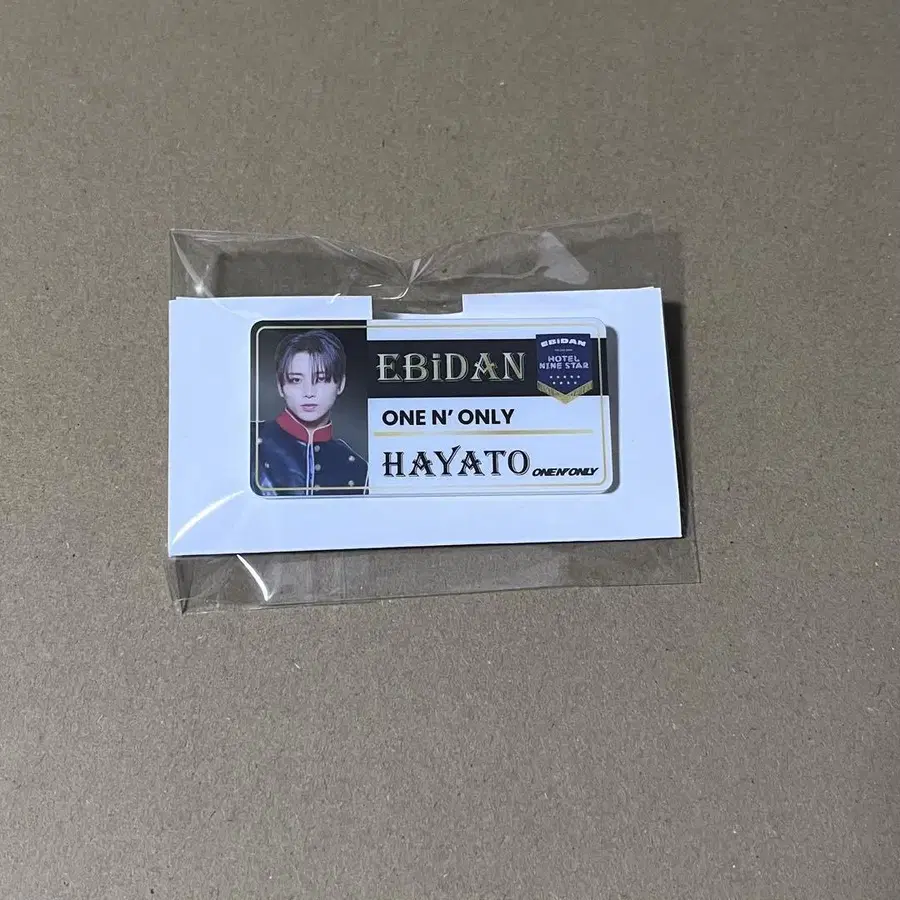 EBiDAN
EBiDAN
HOTEL
NINE STAR
ONE N' ONLY
HAYATO
ONE N' ONLY